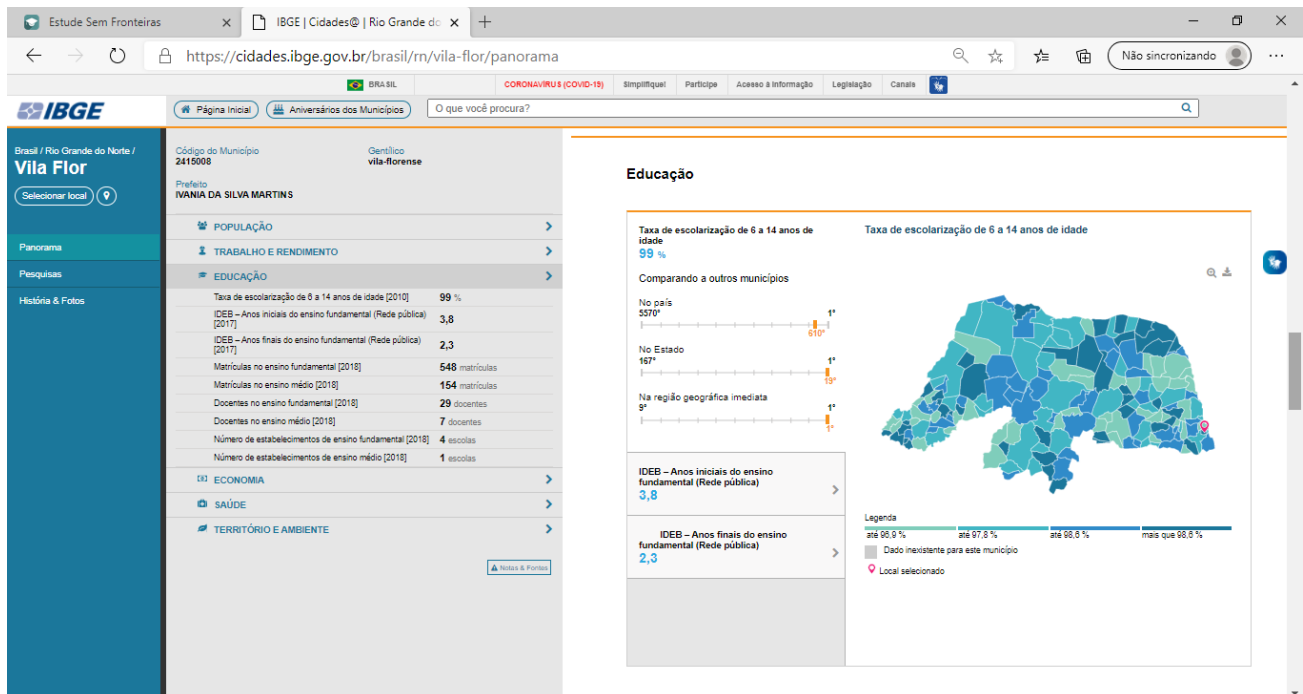 Estude Sem Fronteiras
IBGE | Cidades@ | Rio Grande do
https://cidades.ibge.gov.br/brasil/rn/vila-flor/panorama
Não sincronizando
BRASIL
CORONAVÍRUS (COVID-19)
Simplifique!
Participe
Acesso à informação
Legislação
Canais
IBGE
Página Inicial
Aniversários dos Municípios
O que você procura?
Brasil / Rio Grande do Norte /
Vila Flor
Selecionar local
Panorama
Pesquisas
História & Fotos
Código do Município
2415008
Gentílico
vila-florense
Prefeito
IVANIA DA SILVA MARTINS
POPULAÇÃO
TRABALHO E RENDIMENTO
EDUCAÇÃO
Taxa de escolarização de 6 a 14 anos de idade [2010] 99 %
IDEB – Anos iniciais do ensino fundamental (Rede pública)
[2017] 3,8
IDEB – Anos finais do ensino fundamental (Rede pública)
[2017] 2,3
Matrículas no ensino fundamental [2018] 548 matrículas
Matrículas no ensino médio [2018] 154 matrículas
Docentes no ensino fundamental [2018] 29 docentes
Docentes no ensino médio [2018] 7 docentes
Número de estabelecimentos de ensino fundamental [2018] 4 escolas
Número de estabelecimentos de ensino médio [2018] 1 escolas
ECONOMIA
SAÚDE
TERRITÓRIO E AMBIENTE
Notas & Fontes
Educação
Taxa de escolarização de 6 a 14 anos de
idade
99 %
Comparando a outros municípios
No país
5570° 1°
610°
No Estado
167° 1°
19°
Na região geográfica imediata
9° 1°
1°
IDEB – Anos iniciais do ensino
fundamental (Rede pública)
3,8
IDEB – Anos finais do ensino
fundamental (Rede pública)
2,3
Taxa de escolarização de 6 a 14 anos de idade
Legenda
até 96,9 % até 97,8 % até 98,6 % mais que 98,6 %
Dado inexistente para este município
Local selecionado